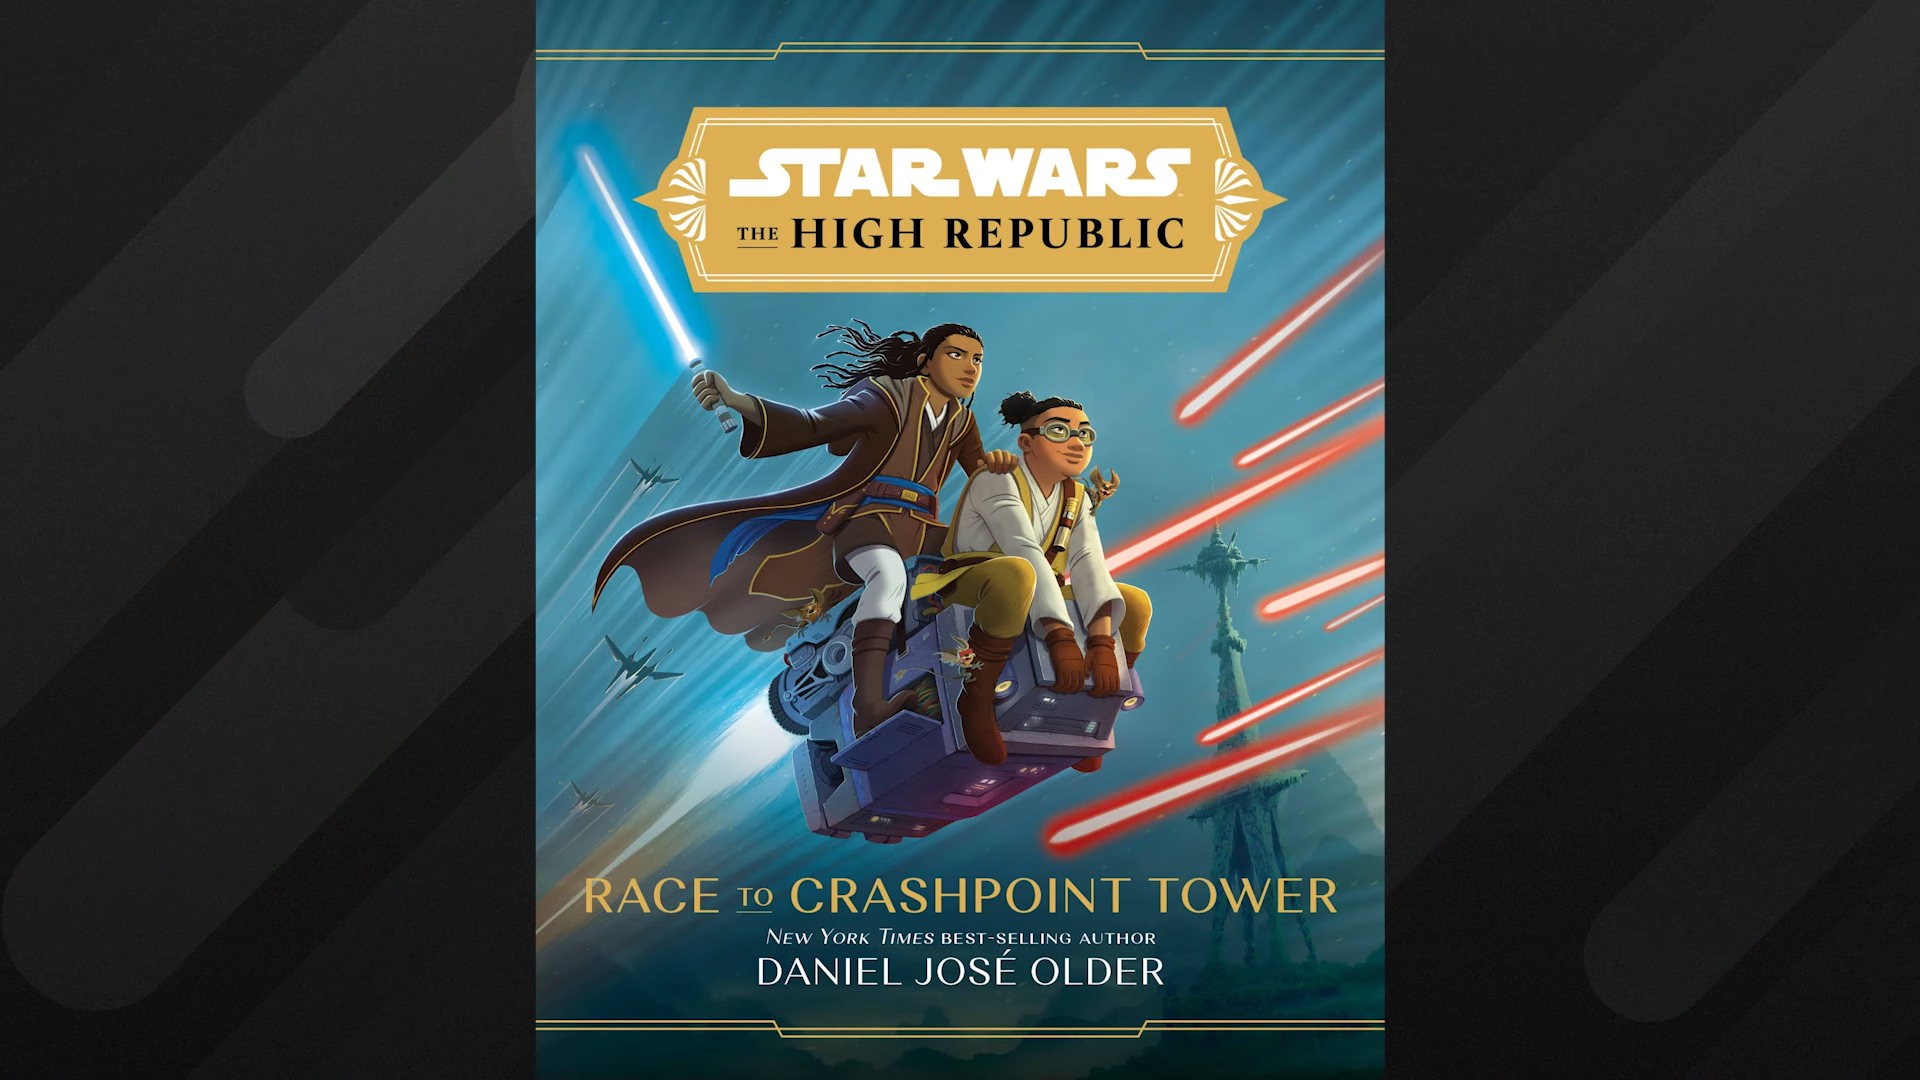 STAR WARS
THE HIGH REPUBLIC
RACE TO CRASHPOINT TOWER
NEW YORK TIMES BEST-SELLING AUTHOR
DANIEL JOSÉ OLDER